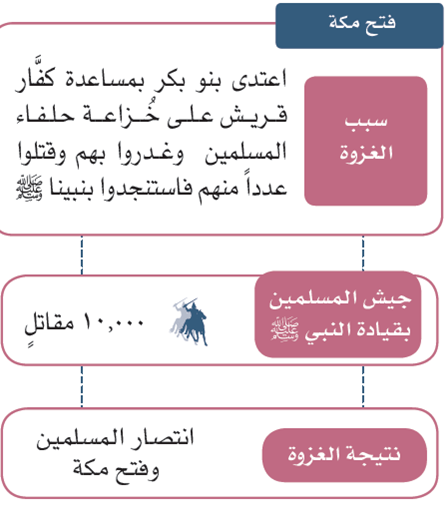 فتح مكة
سبب
الغزوة
اعتدى بنو بكر بمساعدة كفَّار
قريش على خُزاعة حلفاء
المسلمين وغدروا بهم وقتلوا
عدداً منهم فاستنجدوا بنبينا ﷺ
جيش المسلمين
بقيادة النبي ﷺ
١٠,٠٠٠ مقاتلٍ
نتيجة الغزوة
انتصار المسلمين
وفتح مكة